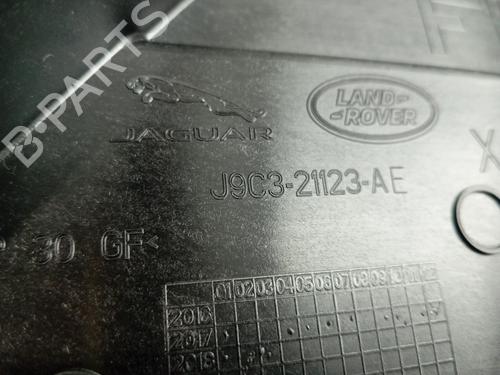 B-PARTS
JAGUAR
LAND-
-ROVER
J9C3-21123-AE
30 GF<
01 02 03 04 05 06 07 08 09 10 11 12
2016
2017
2018